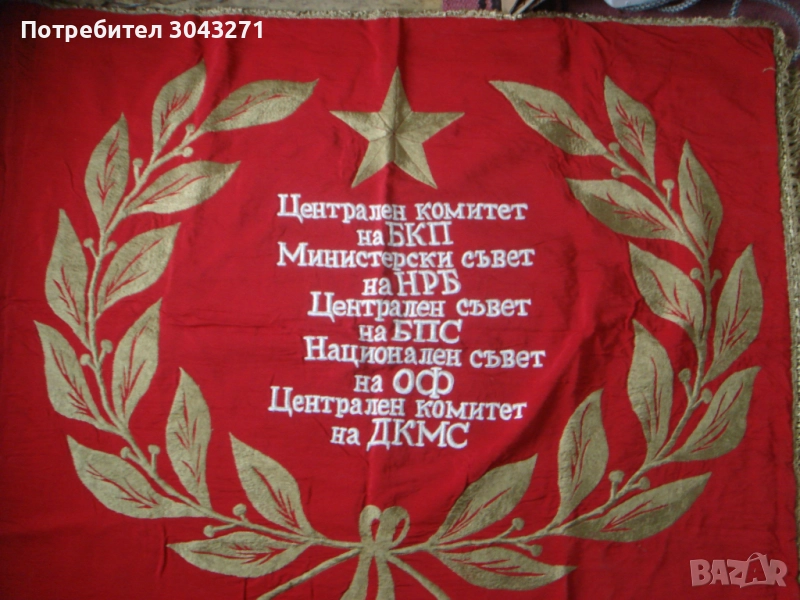 Потребител 3043271
Централен комитет
на БКП
Министерски съвет
на НРБ
Централен съвет
на БПС
Национален съвет
на ОФ
Централен комитет
на ДКМС
BAZAR